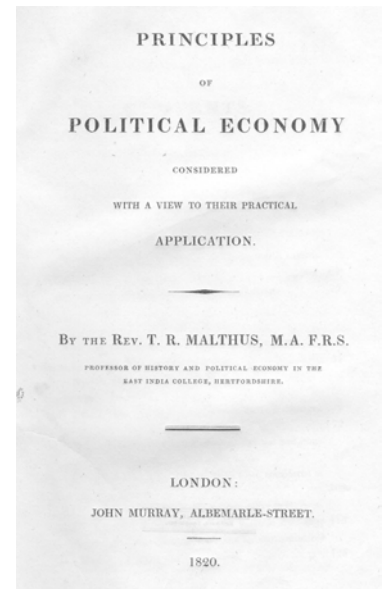 PRINCIPLES
OF
POLITICAL ECONOMY
CONSIDERED
WITH A VIEW TO THEIR PRACTICAL
APPLICATION.
BY THE REV. T. R. MALTHUS, M.A. F.R.S.
PROFESSOR OF HISTORY AND POLITICAL ECONOMY IN THE
EAST INDIA COLLEGE, HERTFORDSHIRE.
LONDON:
JOHN MURRAY, ALBEMARLE-STREET.
1820.